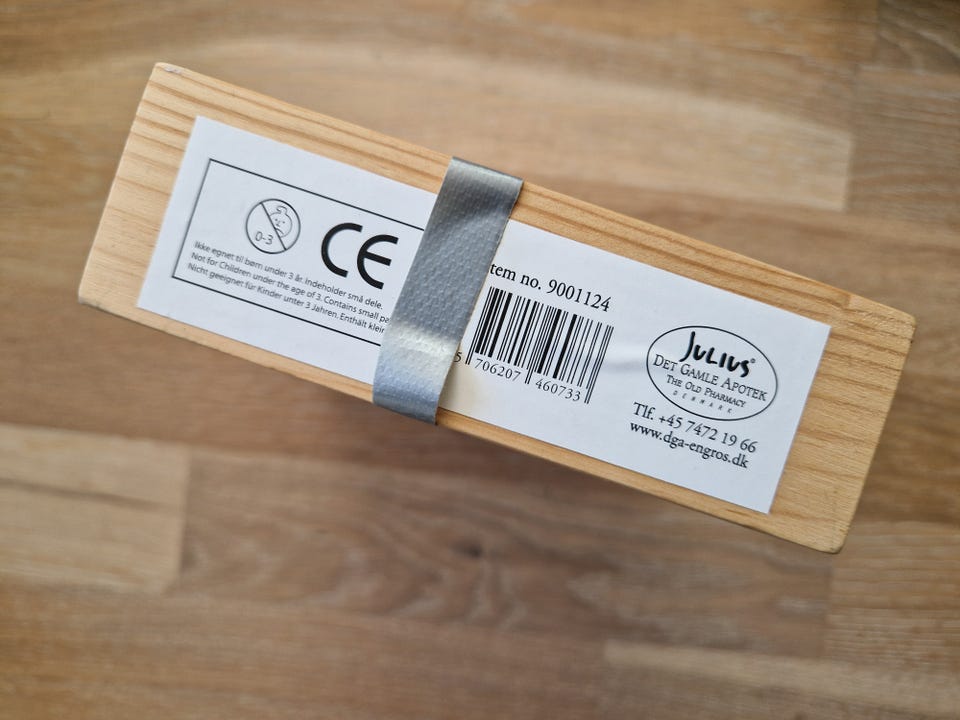 0-3
CE
Ikke egnet til børn under 3 år. Indeholder små dele.
Not for Children under the age of 3. Contains small pa
Nicht geeignet für Kinder unter 3 Jahren. Enthält klein
tem no. 9001124
5 706207 460733
JULIUS®
DET GAMLE APOTEK
THE OLD PHARMACY
DENMARK
Tlf. +45 7472 19 66
www.dga-engros.dk